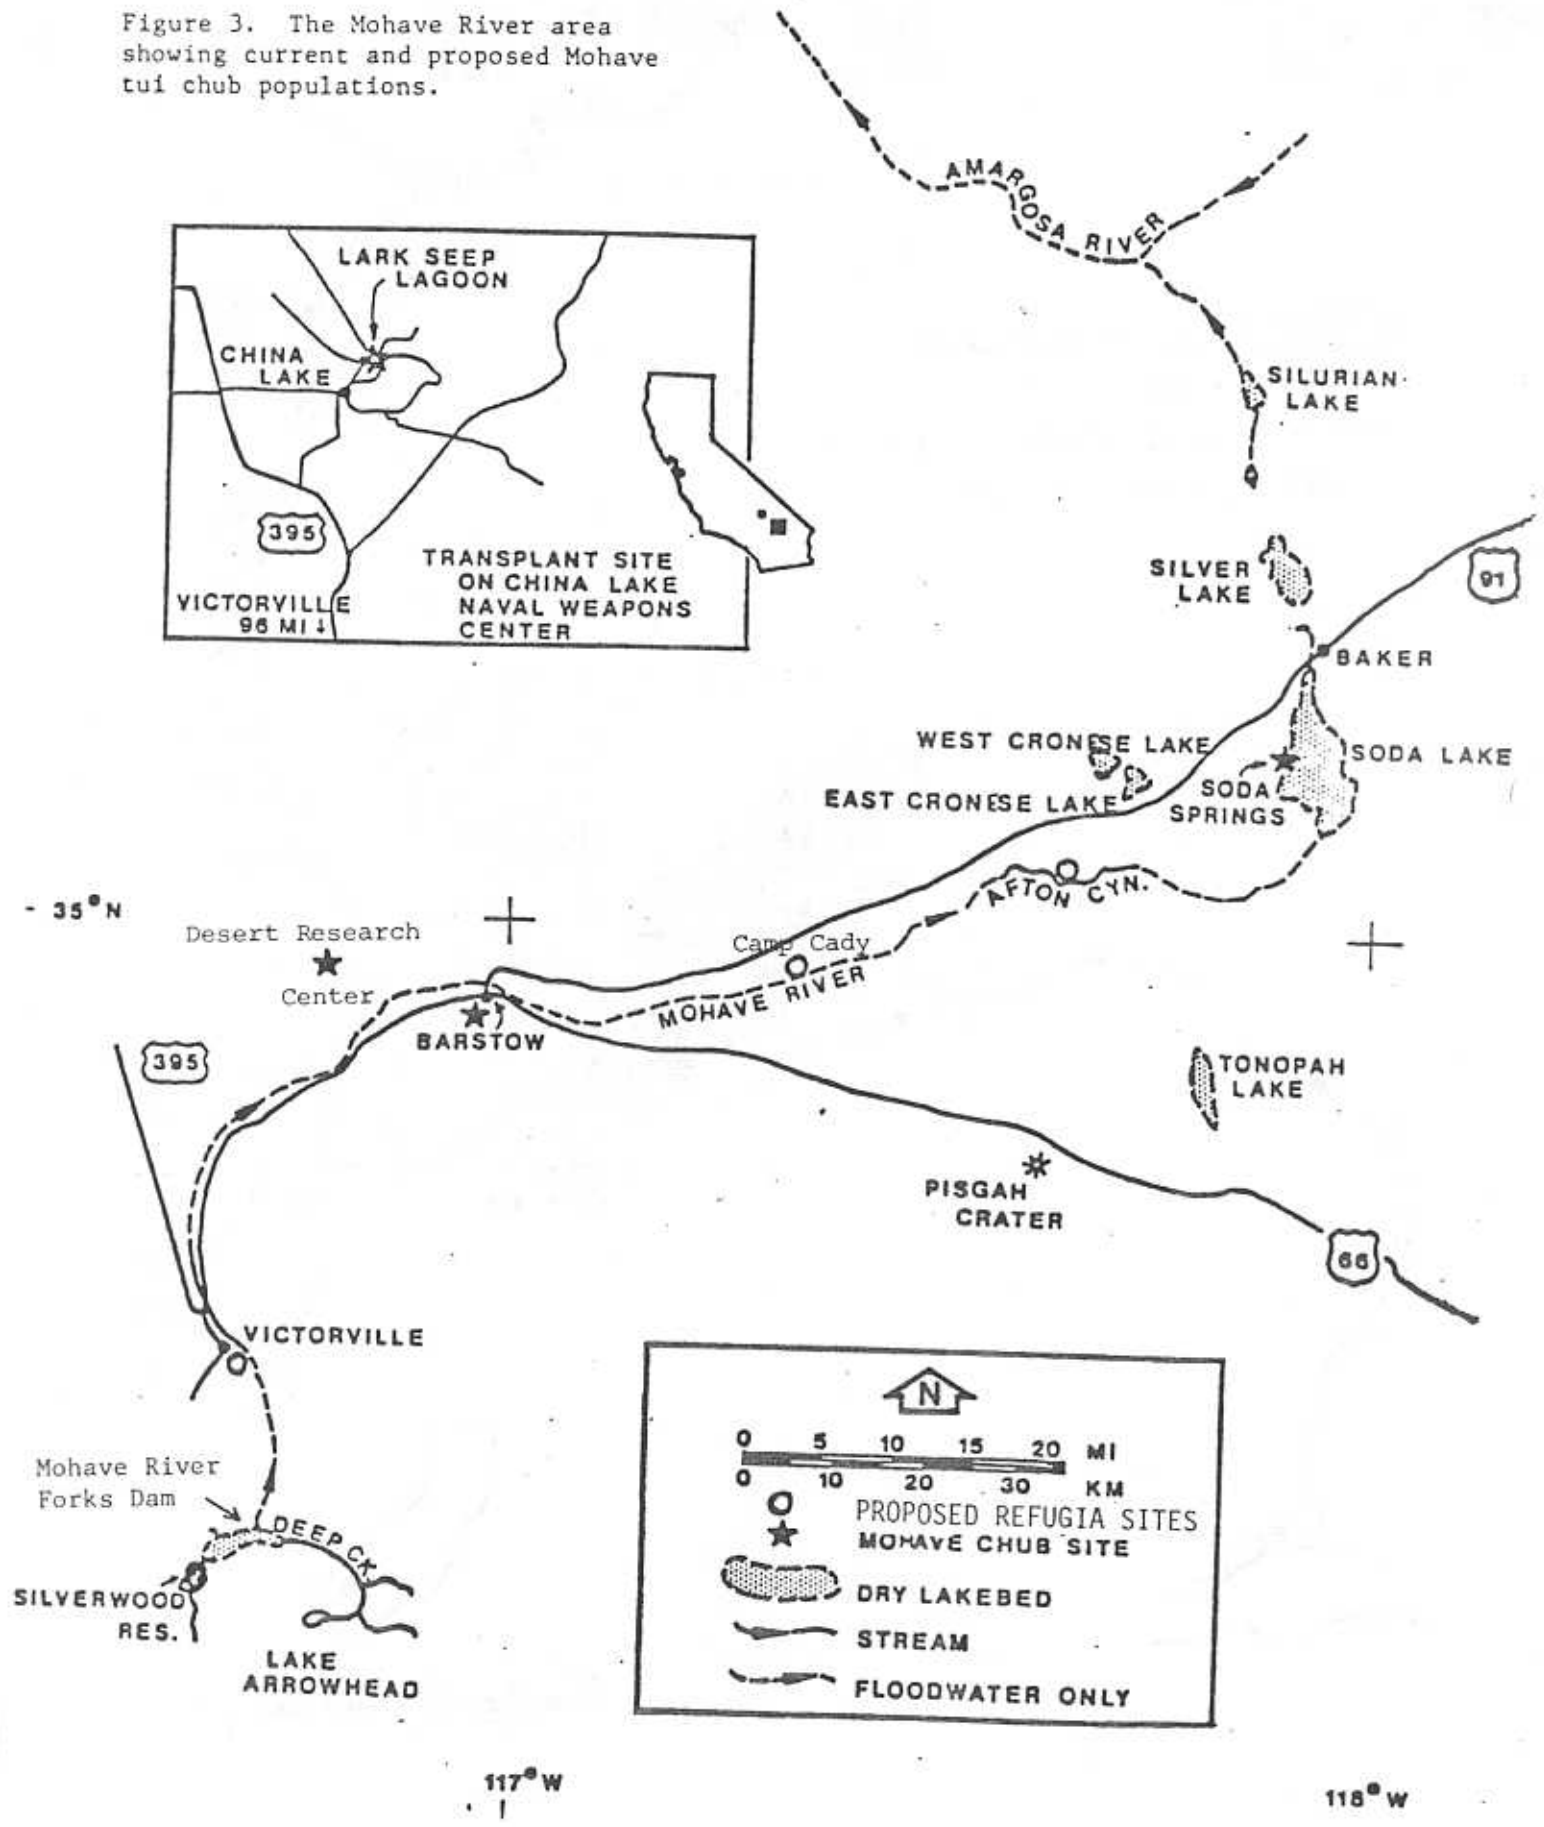 Figure 3. The Mohave River area
showing current and proposed Mohave
tui chub populations.
AMARGOSA RIVER
LARK SEEP
LAGOON
CHINA
LAKE
395
VICTORVILLE
96 MI ↓
TRANSPLANT SITE
ON CHINA LAKE
NAVAL WEAPONS
CENTER
SILURIAN
LAKE
SILVER
LAKE
91
BAKER
WEST CRONESE LAKE
EAST CRONESE LAKE
SODA LAKE
SODA
SPRINGS
AFTON CYN.
- 35° N
Desert Research
Center
Camp Cady
MOHAVE RIVER
BARSTOW
395
TONOPAH
LAKE
PISGAH
CRATER
66
VICTORVILLE
Mohave River
Forks Dam
DEEP CK.
SILVERWOOD
RES.
LAKE
ARROWHEAD
N
0 5 10 15 20 MI
0 10 20 30 KM
PROPOSED REFUGIA SITES
MOHAVE CHUB SITE
DRY LAKEBED
STREAM
FLOODWATER ONLY
117° W
118° W